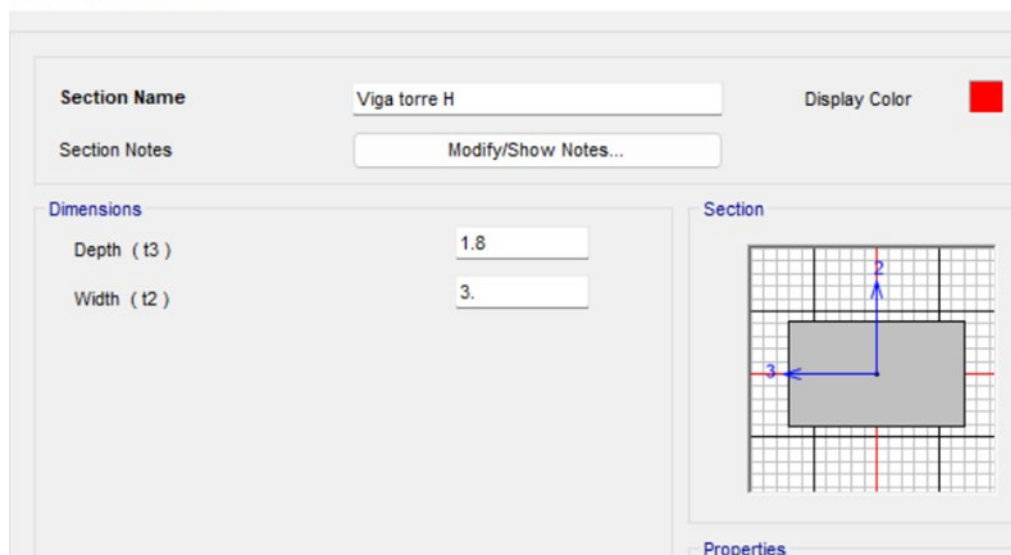 Section Name Viga torre H Display Color
Section Notes Modify/Show Notes...
Dimensions
Depth ( t3 ) 1.8
Width ( t2 ) 3.
Section
2
3
Properties